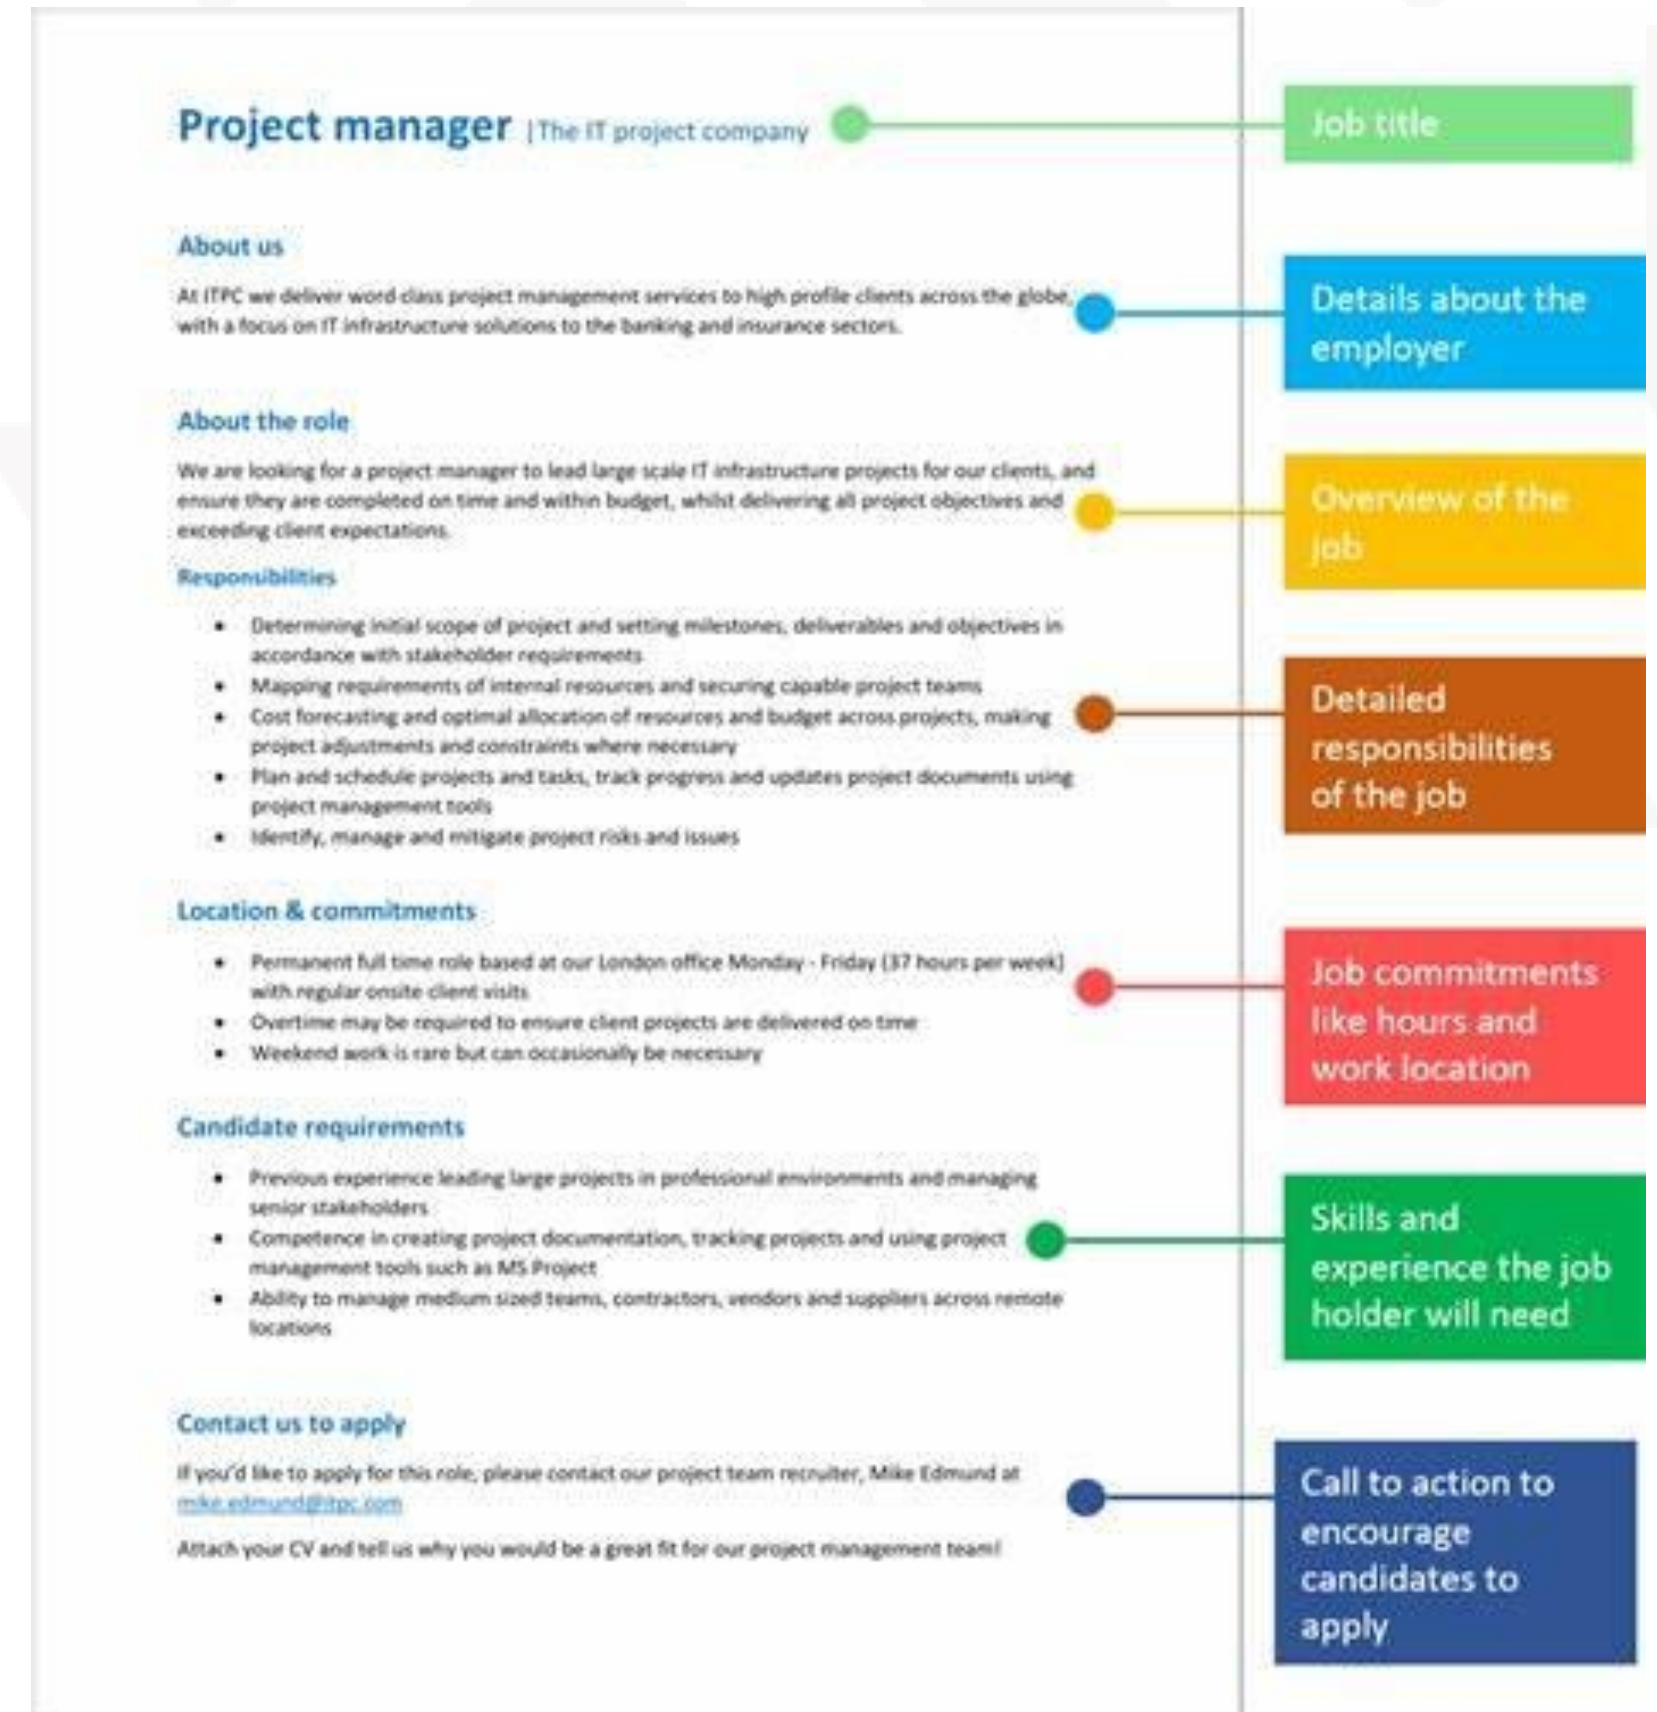 Project manager |The IT project company
Job title
About us
At ITPC we deliver word class project management services to high profile clients across the globe,
with a focus on IT infrastructure solutions to the banking and insurance sectors.
Details about the
employer
About the role
We are looking for a project manager to lead large scale IT infrastructure projects for our clients, and
ensure they are completed on time and within budget, whilst delivering all project objectives and
exceeding client expectations.
Overview of the
job
Responsibilities
• Determining initial scope of project and setting milestones, deliverables and objectives in
accordance with stakeholder requirements
• Mapping requirements of internal resources and securing capable project teams
• Cost forecasting and optimal allocation of resources and budget across projects, making
project adjustments and constraints where necessary
• Plan and schedule projects and tasks, track progress and updates project documents using
project management tools
• Identify, manage and mitigate project risks and issues
Detailed
responsibilities
of the job
Location & commitments
• Permanent full time role based at our London office Monday - Friday (37 hours per week)
with regular onsite client visits
• Overtime may be required to ensure client projects are delivered on time
• Weekend work is rare but can occasionally be necessary
Job commitments
like hours and
work location
Candidate requirements
• Previous experience leading large projects in professional environments and managing
senior stakeholders
• Competence in creating project documentation, tracking projects and using project
management tools such as MS Project
• Ability to manage medium sized teams, contractors, vendors and suppliers across remote
locations
Skills and
experience the job
holder will need
Contact us to apply
If you'd like to apply for this role, please contact our project team recruiter, Mike Edmund at
mike.edmund@itpc.com
Attach your CV and tell us why you would be a great fit for our project management team!
Call to action to
encourage
candidates to
apply